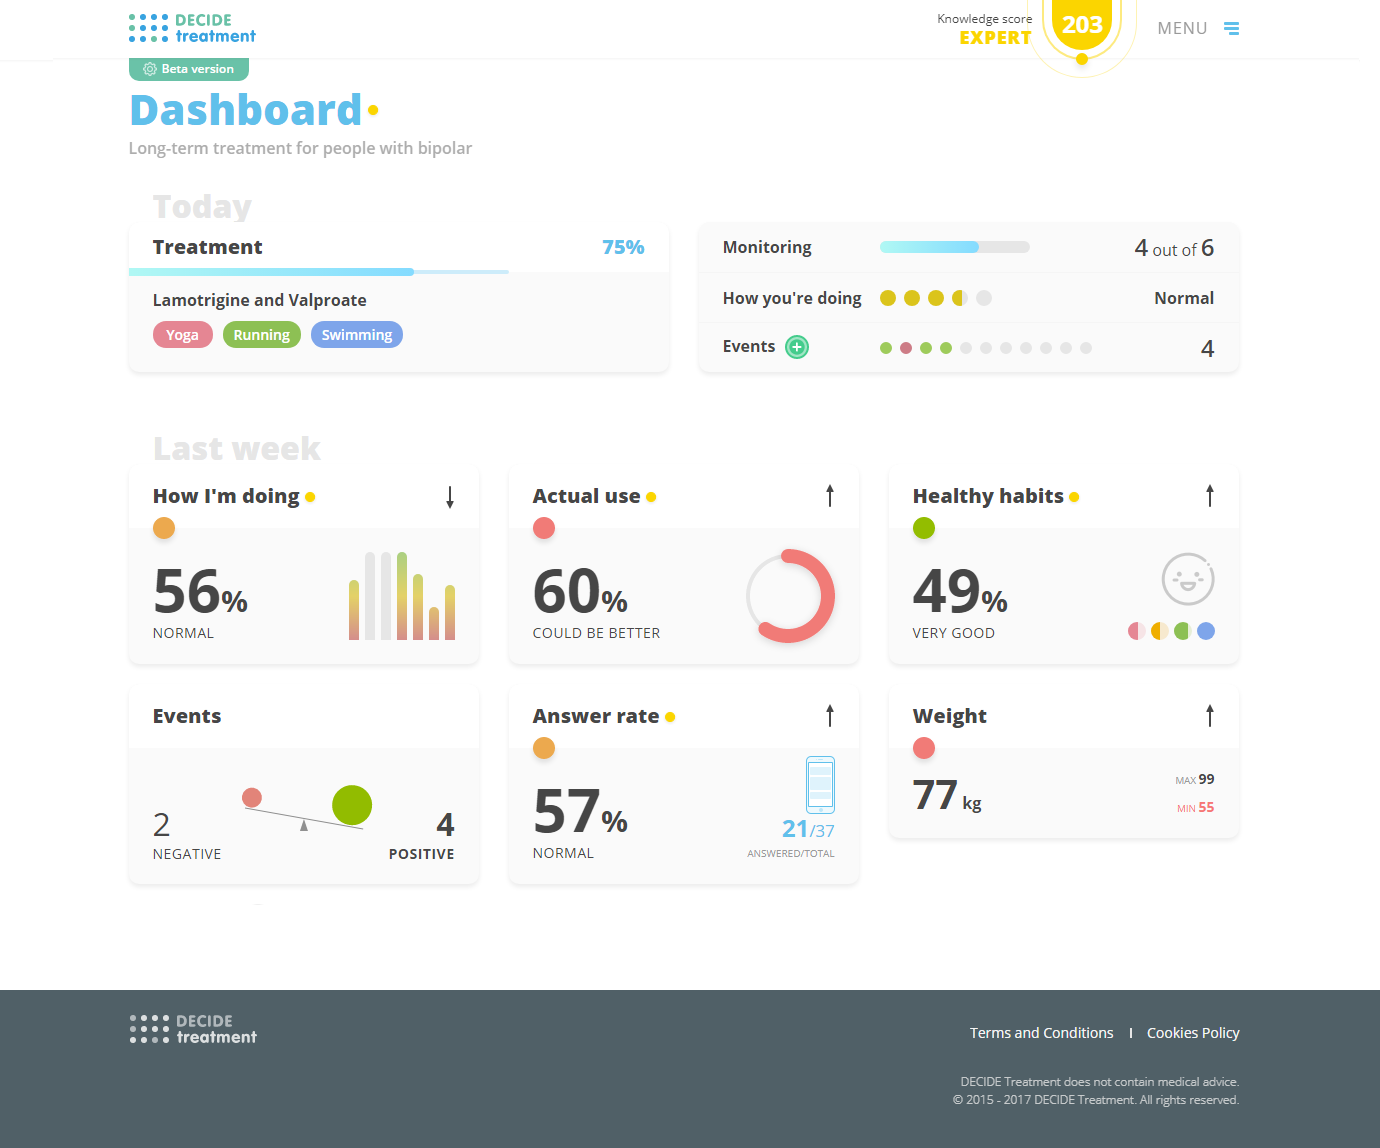 DECIDE
treatment
Knowledge score
EXPERT
203
MENU
Beta version
Dashboard
Long-term treatment for people with bipolar
Today
Treatment 75%
Lamotrigine and Valproate
Yoga Running Swimming
Monitoring 4 out of 6
How you're doing Normal
Events 4
Last week
How I'm doing
56%
NORMAL
Actual use
60%
COULD BE BETTER
Healthy habits
49%
VERY GOOD
Events
2
NEGATIVE
4
POSITIVE
Answer rate
57%
NORMAL
21/37
ANSWERED/TOTAL
Weight
77 kg
MAX 99
MIN 55
DECIDE
treatment
Terms and Conditions | Cookies Policy
DECIDE Treatment does not contain medical advice.
© 2015 - 2017 DECIDE Treatment. All rights reserved.